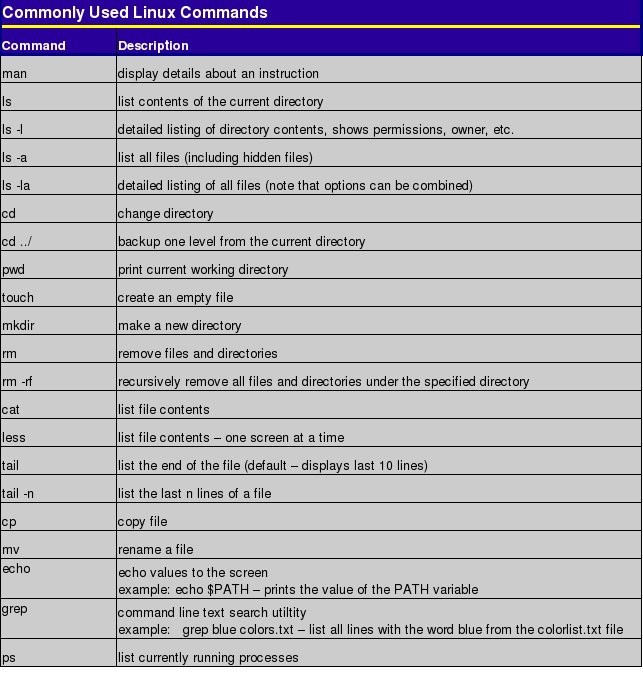 Commonly Used Linux Commands
Command Description
man display details about an instruction
ls list contents of the current directory
ls -l detailed listing of directory contents, shows permissions, owner, etc.
ls -a list all files (including hidden files)
ls -la detailed listing of all files (note that options can be combined)
cd change directory
cd ../ backup one level from the current directory
pwd print current working directory
touch create an empty file
mkdir make a new directory
rm remove files and directories
rm -rf recursively remove all files and directories under the specified directory
cat list file contents
less list file contents – one screen at a time
tail list the end of the file (default – displays last 10 lines)
tail -n list the last n lines of a file
cp copy file
mv rename a file
echo echo values to the screen
example: echo $PATH – prints the value of the PATH variable
grep command line text search utiltity
example: grep blue colors.txt – list all lines with the word blue from the colorlist.txt file
ps list currently running processes